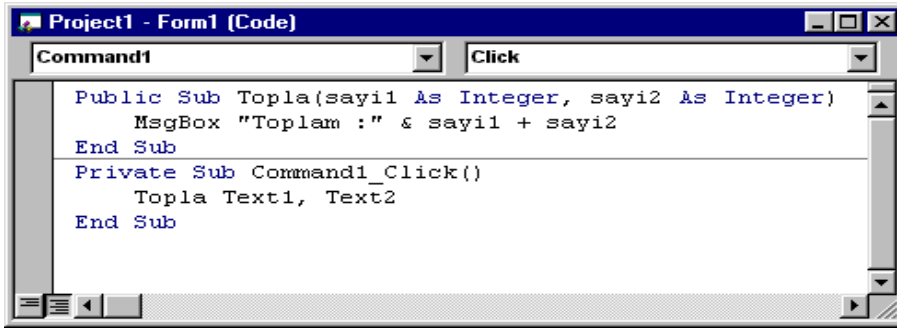 Project1 - Form1 (Code)
Command1 Click
Public Sub Topla(sayi1 As Integer, sayi2 As Integer)
MsgBox "Toplam :" & sayi1 + sayi2
End Sub
Private Sub Command1_Click()
Topla Text1, Text2
End Sub